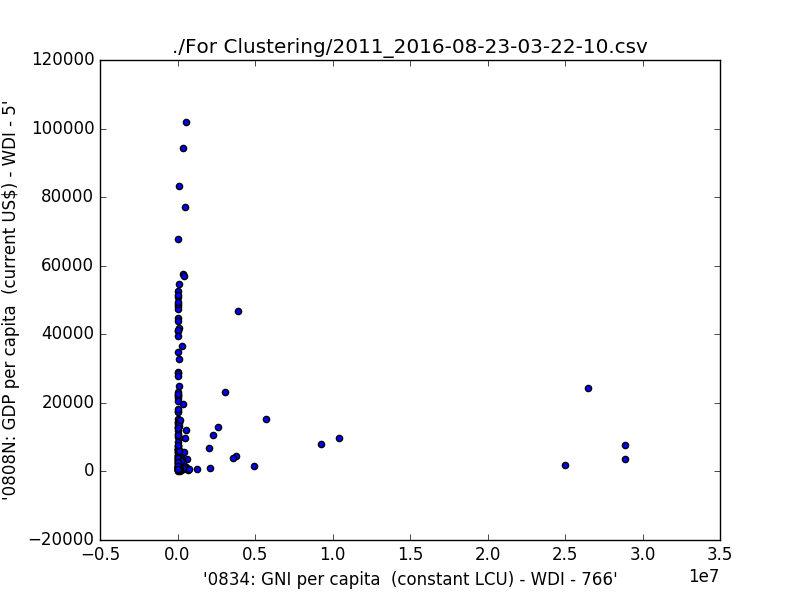 ./For Clustering/2011_2016-08-23-03-22-10.csv
120000
100000
80000
60000
40000
20000
0
−20000
'0808N: GDP per capita  (current US$) - WDI - 5'
−0.5 0.0 0.5 1.0 1.5 2.0 2.5 3.0 3.5
1e7
'0834: GNI per capita  (constant LCU) - WDI - 766'